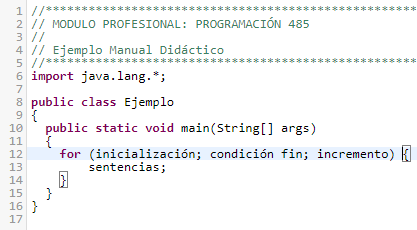 1 //****************************************************
2 // MODULO PROFESIONAL: PROGRAMACIÓN 485
3 //
4 // Ejemplo Manual Didáctico
5 //****************************************************
6 import java.lang.*;
7
8 public class Ejemplo
9 {
10 public static void main(String[] args)
11 {
12 for (inicialización; condición fin; incremento) {
13 sentencias;
14 }
15 }
16 }
17